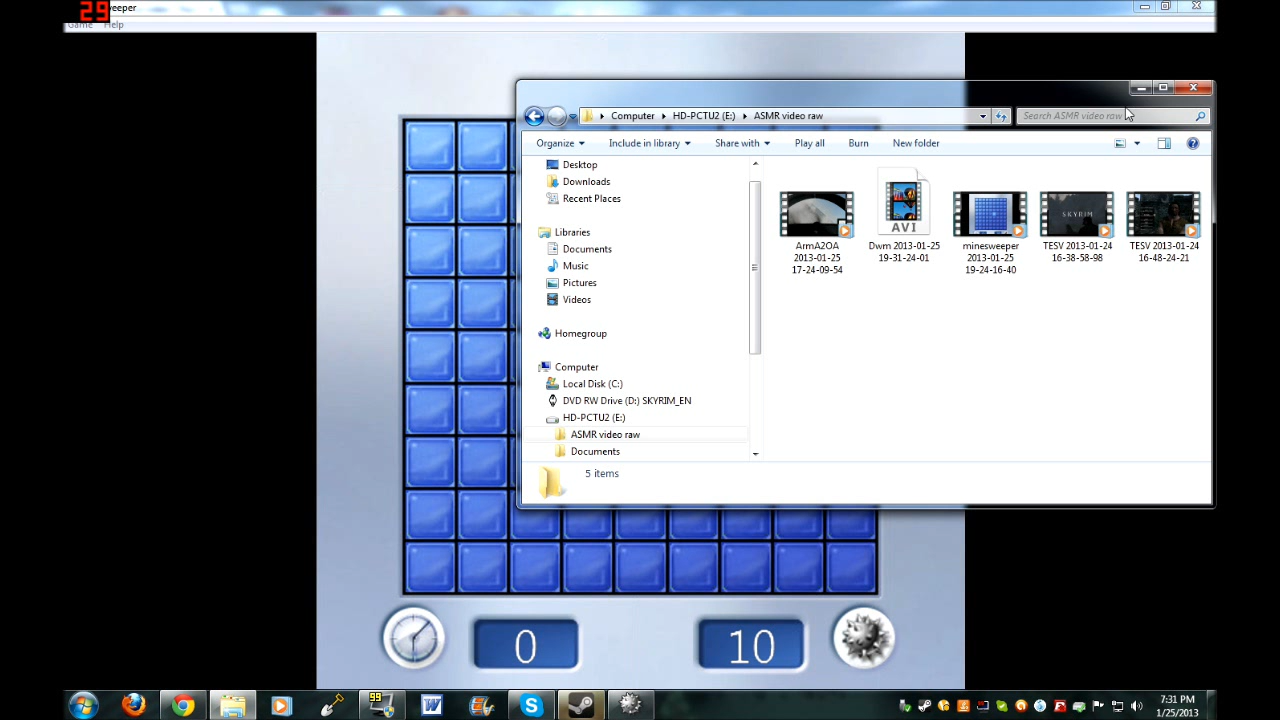 29
eeper
Game Help
Computer HD-PCTU2 (E:) ASMR video raw
Search ASMR video raw
Organize Include in library Share with Play all Burn New folder
Desktop
Downloads
Recent Places
Libraries
Documents
Music
Pictures
Videos
Homegroup
Computer
Local Disk (C:)
DVD RW Drive (D:) SKYRIM_EN
HD-PCTU2 (E:)
ASMR video raw
Documents
AVI
SKYRIM
ArmA2OA
2013-01-25
17-24-09-54
Dwm 2013-01-25
19-31-24-01
minesweeper
2013-01-25
19-24-16-40
TESV 2013-01-24
16-38-58-98
TESV 2013-01-24
16-48-24-21
5 items
0
10
99
W
S
7:31 PM
1/25/2013